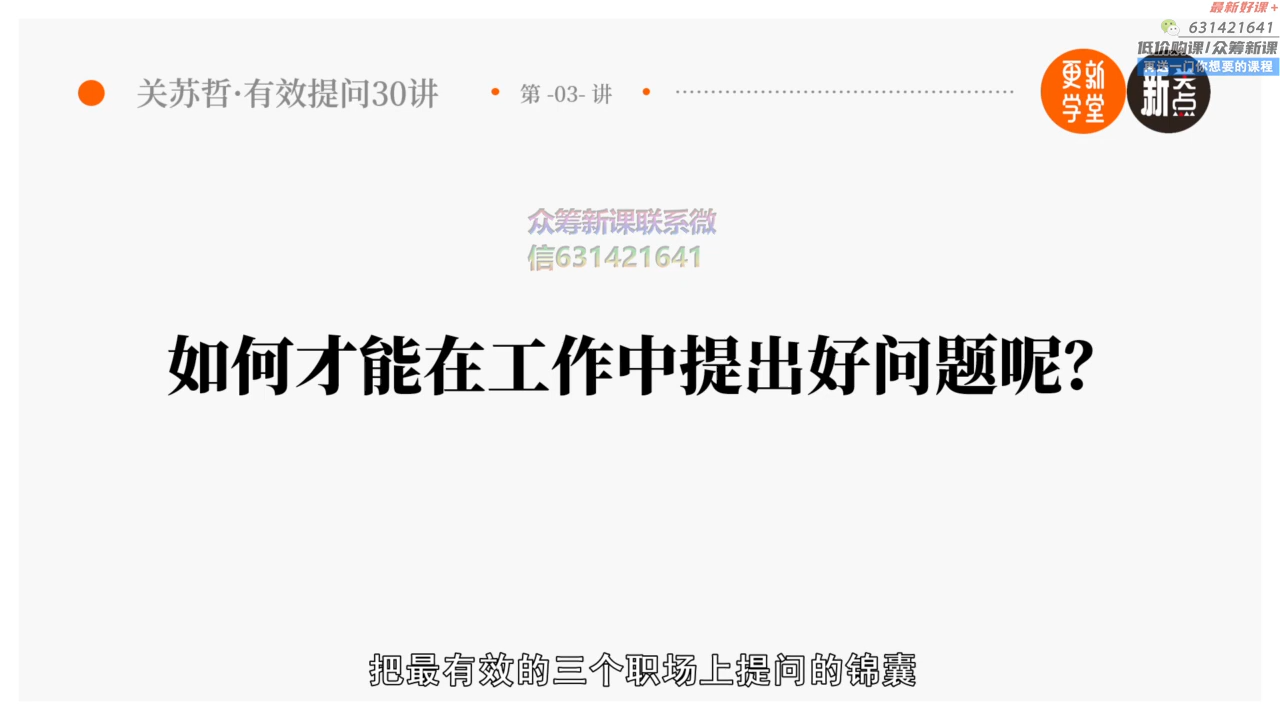 最新好课+
631421641
低价购课/众筹新课
再送一门你想要的课程
关苏哲·有效提问30讲
第 -03- 讲
更新
学堂
新
关点
众筹新课联系微
信631421641
如何才能在工作中提出好问题呢?
把最有效的三个职场上提问的锦囊